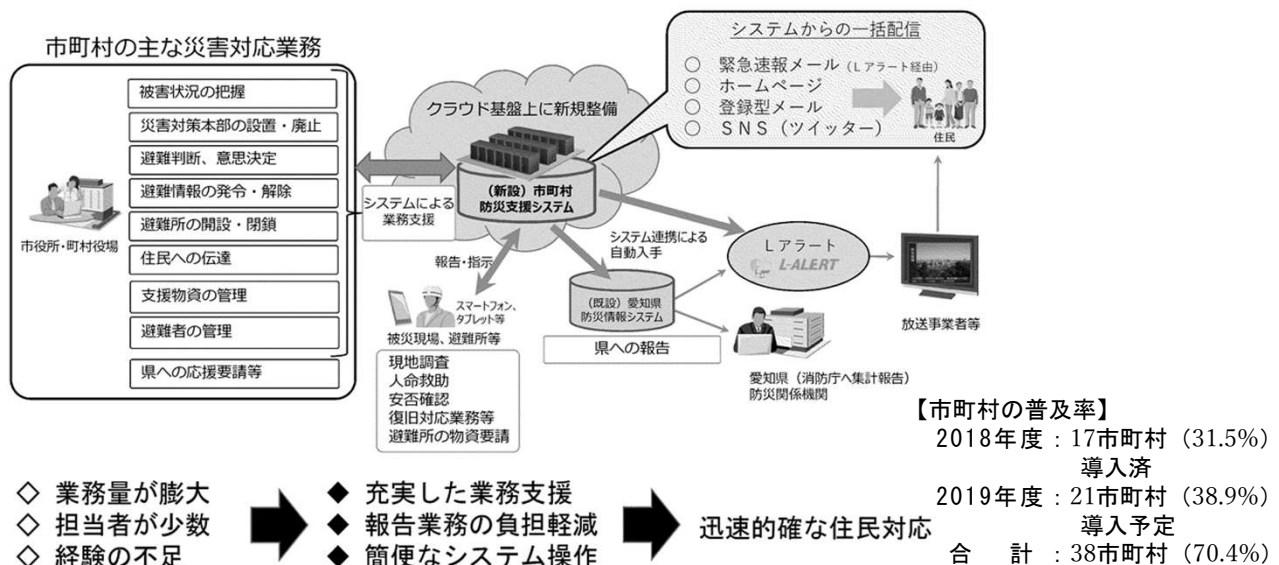 市町村の主な災害対応業務
被害状況の把握
災害対策本部の設置・廃止
避難判断、意思決定
避難情報の発令・解除
避難所の開設・閉鎖
住民への伝達
支援物資の管理
避難者の管理
県への応援要請等
市役所・町村役場
システムによる
業務支援
クラウド基盤上に新規整備
（新設）市町村
防災支援システム
システムからの一括配信
○ 緊急速報メール（Lアラート経由）
○ ホームページ
○ 登録型メール
○ SNS（ツイッター）
住民
報告・指示
スマートフォン、
タブレット等
被災現場、避難所等
現地調査
人命救助
安否確認
復旧対応業務等
避難所の物資要請
システム連携による
自動入手
（既設）愛知県
防災情報システム
県への報告
Lアラート
L-ALERT
愛知県（消防庁へ集計報告）
防災関係機関
放送事業者等
◇ 業務量が膨大
◇ 担当者が少数
◇ 経験の不足
◆ 充実した業務支援
◆ 報告業務の負担軽減
◆ 簡便なシステム操作
迅速的確な住民対応
【市町村の普及率】
2018年度：17市町村（31.5%）
導入済
2019年度：21市町村（38.9%）
導入予定
合　計：38市町村（70.4%）